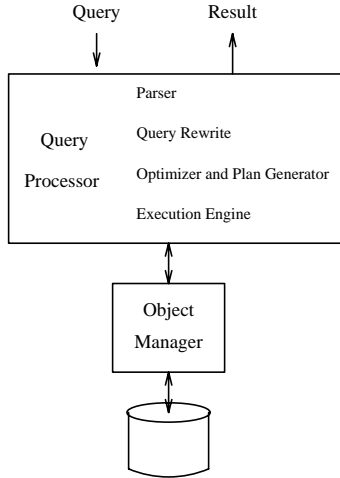 Query
Result
Parser
Query Rewrite
Optimizer and Plan Generator
Execution Engine
Query
Processor
Object
Manager